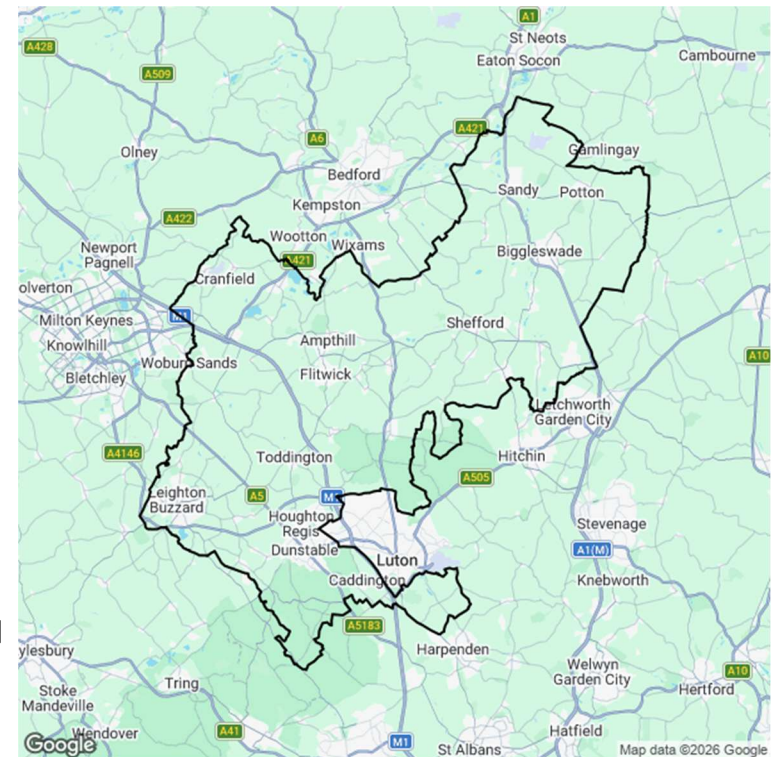 A1
St Neots
A428
Eaton Socon
Cambourne
A509
A421
A6
Olney
Gamlingay
Bedford
Sandy
Potton
Kempston
A422
Wootton
Wixams
Newport
Pagnell
A421
Biggleswade
Cranfield
olverton
M1
Milton Keynes
Shefford
Knowlhill
Ampthill
A10
Woburn Sands
Flitwick
Bletchley
Letchworth
Garden City
A4146
Toddington
Hitchin
A505
Leighton
Buzzard
A5
M1
Houghton
Regis
Stevenage
Dunstable
A1(M)
Luton
Caddington
Knebworth
A5183
ylesbury
Harpenden
Welwyn
Garden City
A10
Tring
Stoke
Mandeville
Hertford
A41
Wendover
Hatfield
M1
St Albans
Google
Map data ©2026 Google